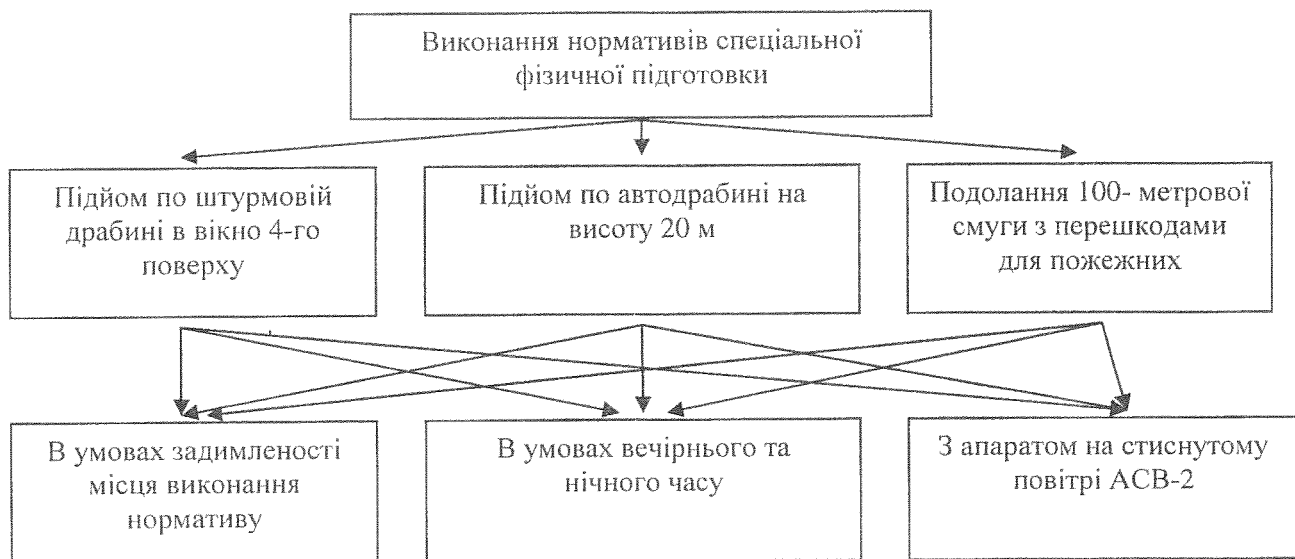 Виконання нормативів спеціальної
фізичної підготовки
Підйом по штурмовій
драбині в вікно 4-го
поверху
Підйом по автодрабині на
висоту 20 м
Подолання 100- метрової
смуги з перешкодами
для пожежних
В умовах задимленості
місця виконання
нормативу
В умовах вечірнього та
нічного часу
З апаратом на стиснутому
повітрі АСВ-2